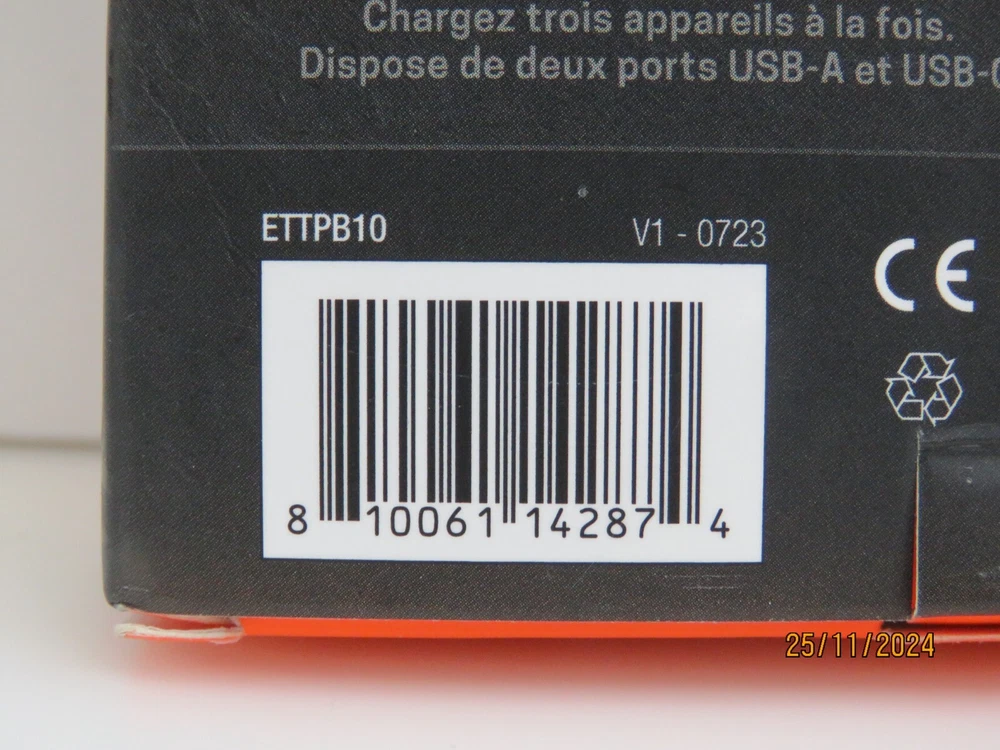 Chargez trois appareils à la fois.
Dispose de deux ports USB-A et USB-C
ETTPB10
V1 - 0723
CE
8 10061 14287 4
25/11/2024